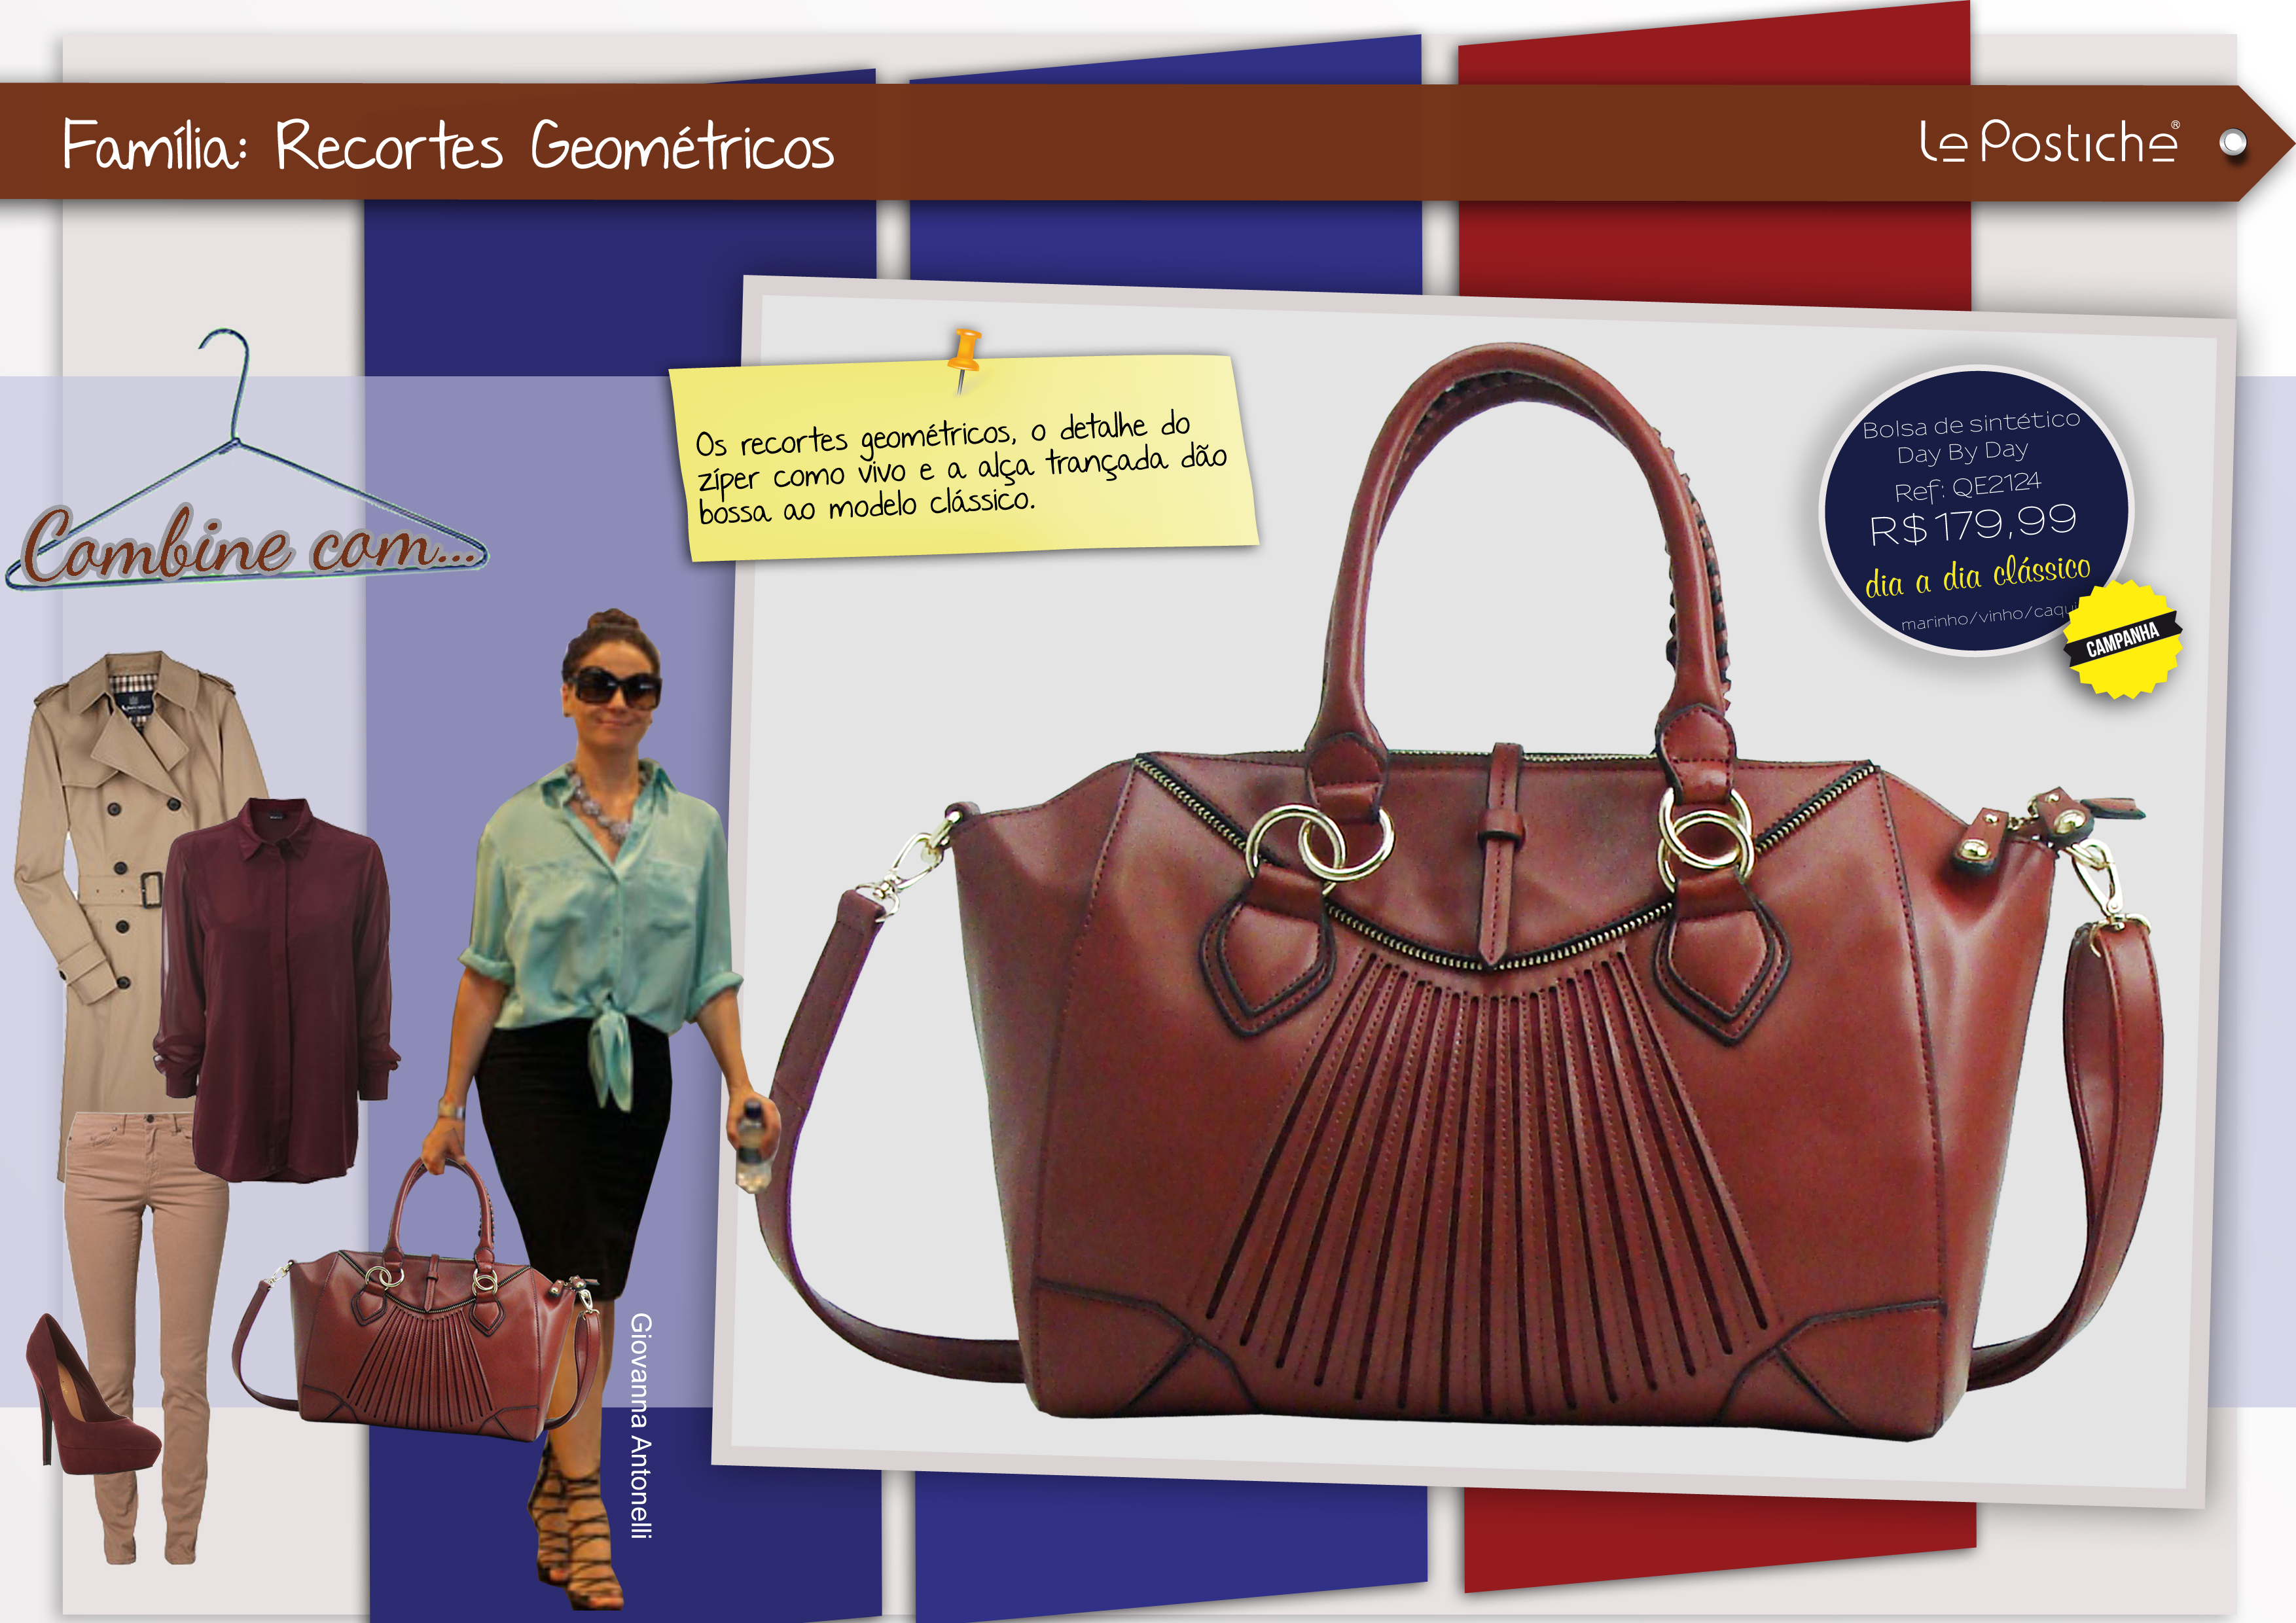 Família: Recortes Geométricos
Le Postiche®
Os recortes geométricos, o detalhe do
zíper como vivo e a alça trançada dão
bossa ao modelo clássico.
Bolsa de sintético
Day By Day
Ref: QE2124
R$179,99
dia a dia clássico
marinho/vinho/caqui
CAMPANHA
Combine com...
Giovanna Antonelli